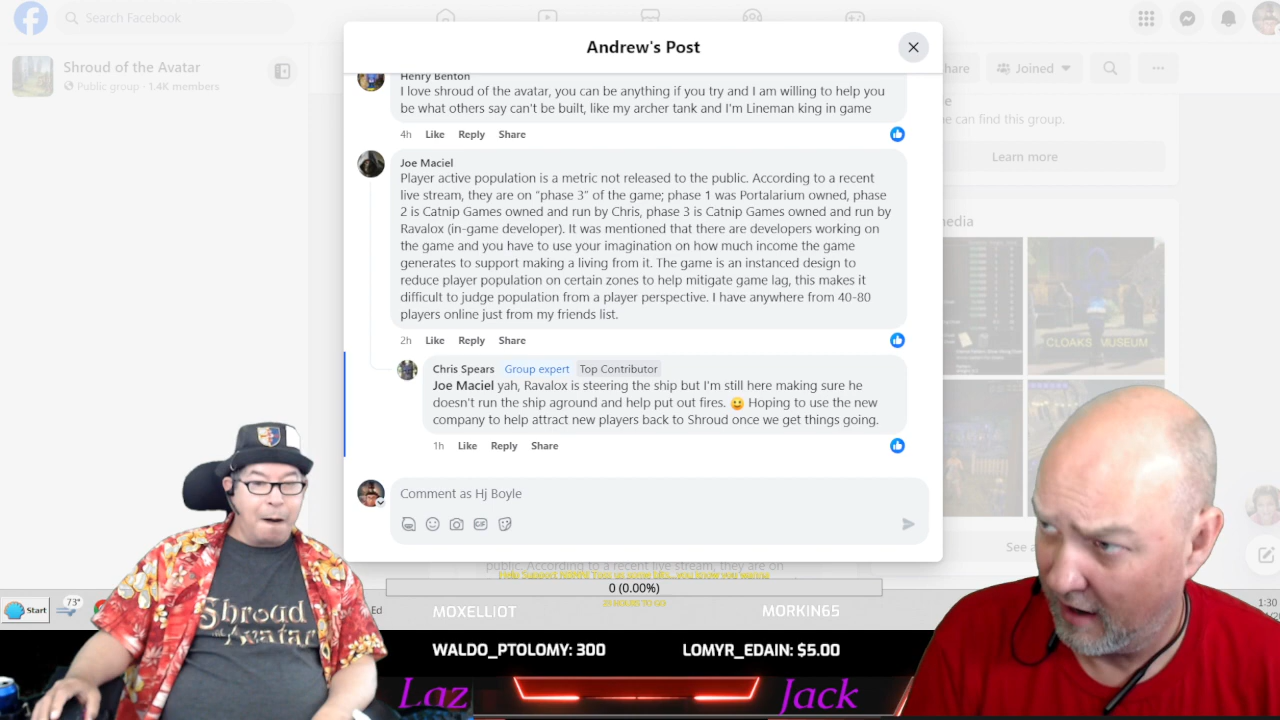 Search Facebook
Shroud of the Avatar
Public group · 1.4K members
Andrew's Post
hare
Joined
Henry Benton
I love shroud of the avatar, you can be anything if you try and I am willing to help you
be what others say can't be built, like my archer tank and I'm Lineman king in game
4h Like Reply Share
Joe Maciel
Player active population is a metric not released to the public. According to a recent
live stream, they are on “phase 3” of the game; phase 1 was Portalarium owned, phase
2 is Catnip Games owned and run by Chris, phase 3 is Catnip Games owned and run by
Ravalox (in-game developer). It was mentioned that there are developers working on
the game and you have to use your imagination on how much income the game
generates to support making a living from it. The game is an instanced design to
reduce player population on certain zones to help mitigate game lag, this makes it
difficult to judge population from a player perspective. I have anywhere from 40-80
players online just from my friends list.
2h Like Reply Share
Chris Spears Group expert Top Contributor
Joe Maciel yah, Ravalox is steering the ship but I'm still here making sure he
doesn't run the ship aground and help put out fires. 😀 Hoping to use the new
company to help attract new players back to Shroud once we get things going.
1h Like Reply Share
Comment as Hj Boyle
GIF
e can find this group.
Learn more
edia
CLOAKS MUSEUM
See a
public. According to a recent live stream, they are on
0 (0.00%)
Start
73°
Ed
1:30
MOXELLIOT
MORKING5
WALDO_PTOLOMY: 300
LOMYR_EDAIN: $5.00
Laz
Jack
Shroud
Avatar